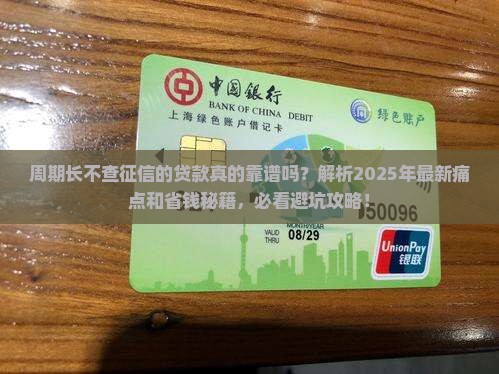 中國銀行
BANK OF CHINA DEBIT
上海绿色账户借记卡
绿色账户
周期长不查征信的贷款真的靠谱吗？解析2025年最新痛
点和省钱秘籍，必看避坑攻略！
50096
MONTH/YEAR
VALID THRU 08/29
UnionPay
银联